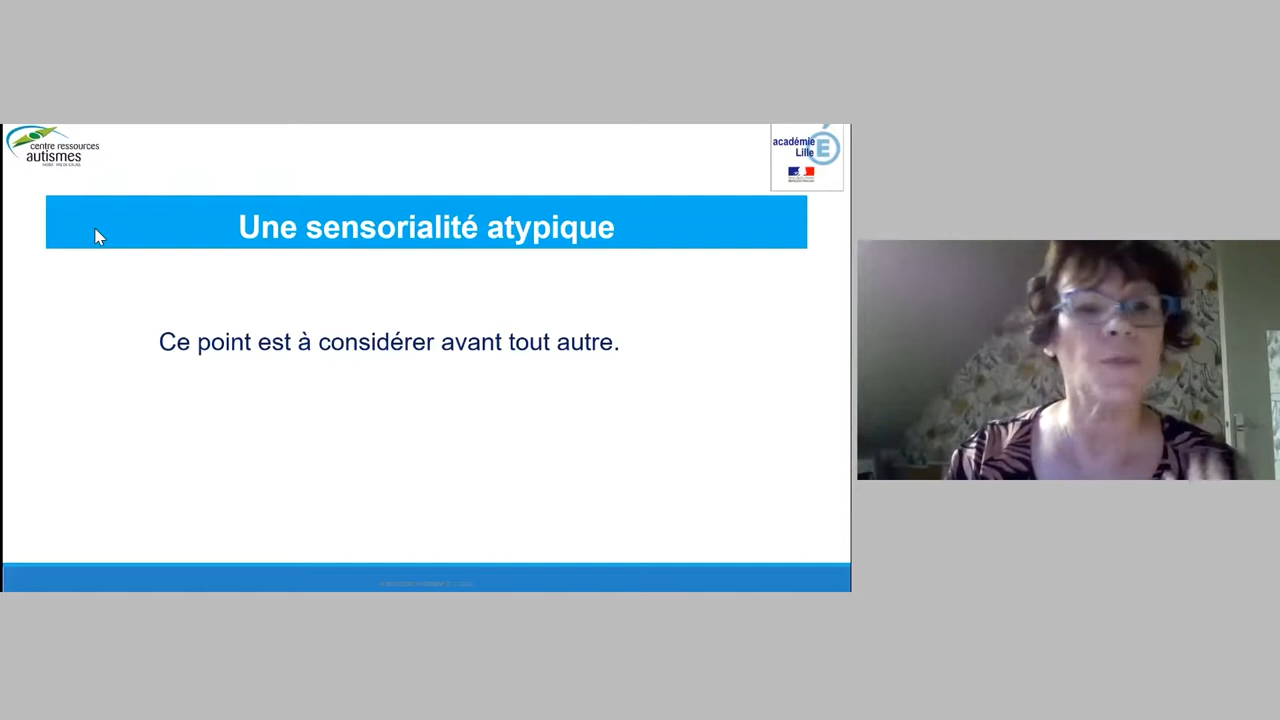 centre ressources
autismes
académie
Lille
É
Une sensorialité atypique
Ce point est à considérer avant tout autre.